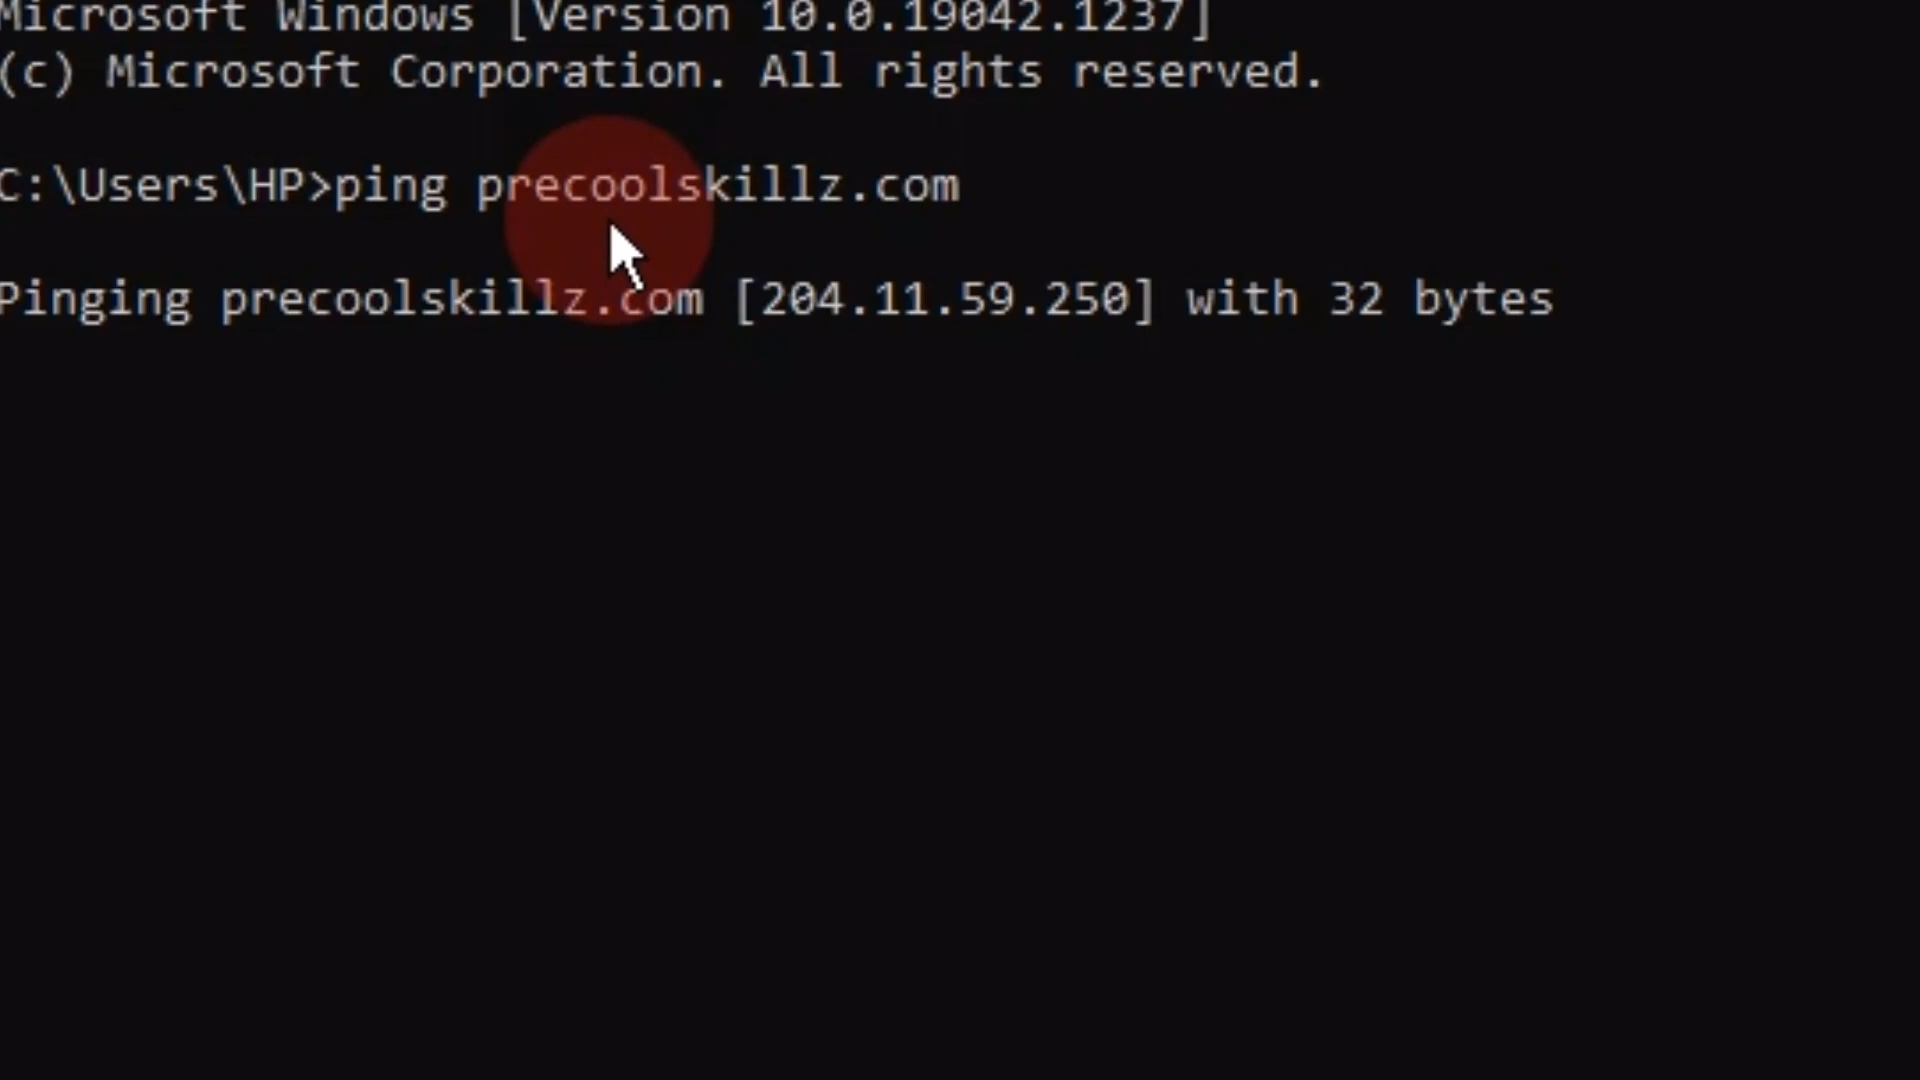 Microsoft Windows [Version 10.0.19042.1237]
(c) Microsoft Corporation. All rights reserved.
C:\Users\HP>ping precoolskillz.com
Pinging precoolskillz.com [204.11.59.250] with 32 bytes